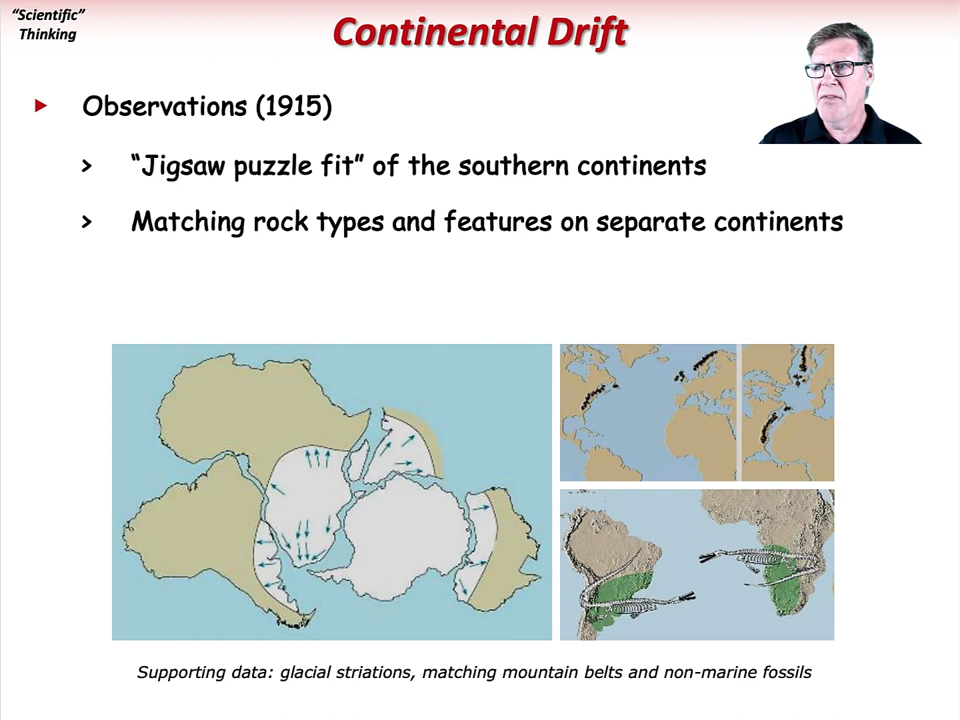 “Scientific”
Thinking
Continental Drift
Observations (1915)
“Jigsaw puzzle fit” of the southern continents
Matching rock types and features on separate continents
Supporting data: glacial striations, matching mountain belts and non-marine fossils